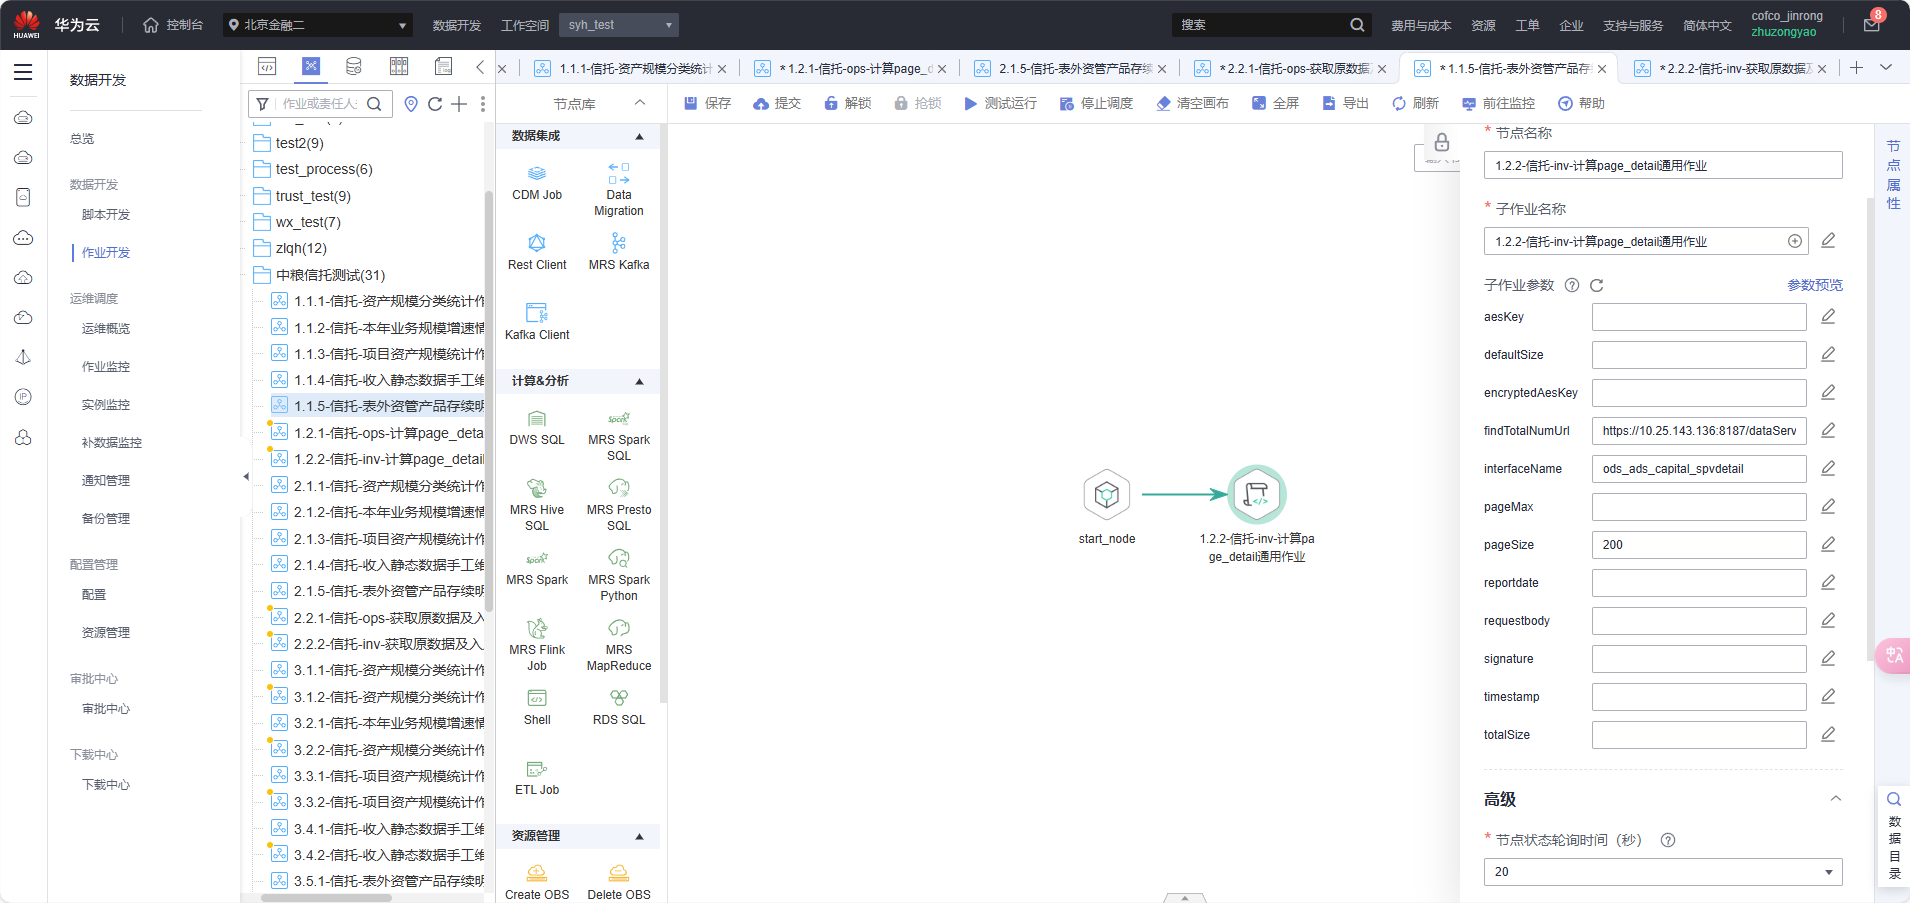 HUAWEI
华为云
控制台
北京金融二
数据开发
工作空间
syh_test
搜索
费用与成本
资源
工单
企业
支持与服务
简体中文
cofco_jinrong
zhuzongyao
8
数据开发
总览
数据开发
脚本开发
作业开发
运维调度
运维概览
作业监控
实例监控
补数据监控
通知管理
备份管理
配置管理
配置
资源管理
审批中心
审批中心
下载中心
下载中心
作业或责任人
test2(9)
test_process(6)
trust_test(9)
wx_test(7)
zlqh(12)
中粮信托测试(31)
1.1.1-信托-资产规模分类统计作
1.1.2-信托-本年业务规模增速情
1.1.3-信托-项目资产规模统计作
1.1.4-信托-收入静态数据手工维
1.1.5-信托-表外资管产品存续明
1.2.1-信托-ops-计算page_deta
1.2.2-信托-inv-计算page_detail
2.1.1-信托-资产规模分类统计作
2.1.2-信托-本年业务规模增速情
2.1.3-信托-项目资产规模统计作
2.1.4-信托-收入静态数据手工维
2.1.5-信托-表外资管产品存续明
2.2.1-信托-ops-获取原数据及入
2.2.2-信托-inv-获取原数据及入
3.1.1-信托-资产规模分类统计作
3.1.2-信托-资产规模分类统计作
3.2.1-信托-本年业务规模增速情
3.2.2-信托-资产规模分类统计作
3.3.1-信托-项目资产规模统计作
3.3.2-信托-项目资产规模统计作
3.4.1-信托-收入静态数据手工维
3.4.2-信托-收入静态数据手工维
3.5.1-信托-表外资管产品存续明
1.1.1-信托-资产规模分类统计
*1.2.1-信托-ops-计算page_d
2.1.5-信托-表外资管产品存续
*2.2.1-信托-ops-获取原数据
*1.1.5-信托-表外资管产品存
*2.2.2-信托-inv-获取原数据及
节点库
保存
提交
解锁
抢锁
测试运行
停止调度
清空画布
全屏
导出
刷新
前往监控
帮助
数据集成
CDM Job
Data
Migration
Rest Client
MRS Kafka
Kafka Client
计算&分析
DWS SQL
MRS Spark
SQL
MRS Hive
SQL
MRS Presto
SQL
MRS Spark
MRS Spark
Python
MRS Flink
Job
MRS
MapReduce
Shell
RDS SQL
ETL Job
资源管理
Create OBS
Delete OBS
start_node
1.2.2-信托-inv-计算pa
ge_detail通用作业
* 节点名称
1.2.2-信托-inv-计算page_detail通用作业
* 子作业名称
1.2.2-信托-inv-计算page_detail通用作业
子作业参数
参数预览
aesKey
defaultSize
encryptedAesKey
findTotalNumUrl
https://10.25.143.136:8187/dataServ
interfaceName
ods_ads_capital_spvdetail
pageMax
pageSize
200
reportdate
requestbody
signature
timestamp
totalSize
高级
* 节点状态轮询时间（秒）
20
节点属性
数据目录